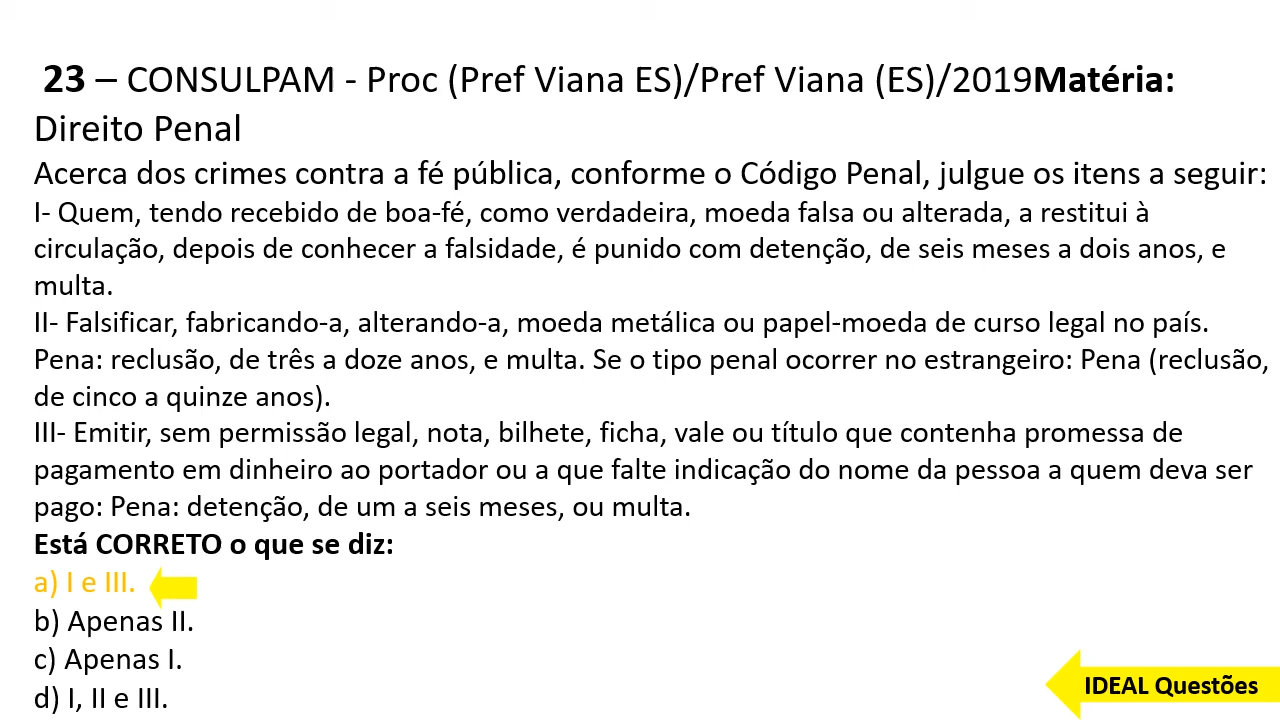 23 – CONSULPAM - Proc (Pref Viana ES)/Pref Viana (ES)/2019Matéria:
Direito Penal
Acerca dos crimes contra a fé pública, conforme o Código Penal, julgue os itens a seguir:
I- Quem, tendo recebido de boa-fé, como verdadeira, moeda falsa ou alterada, a restitui à
circulação, depois de conhecer a falsidade, é punido com detenção, de seis meses a dois anos, e
multa.
II- Falsificar, fabricando-a, alterando-a, moeda metálica ou papel-moeda de curso legal no país.
Pena: reclusão, de três a doze anos, e multa. Se o tipo penal ocorrer no estrangeiro: Pena (reclusão,
de cinco a quinze anos).
III- Emitir, sem permissão legal, nota, bilhete, ficha, vale ou título que contenha promessa de
pagamento em dinheiro ao portador ou a que falte indicação do nome da pessoa a quem deva ser
pago: Pena: detenção, de um a seis meses, ou multa.
Está CORRETO o que se diz:
a) I e III.
b) Apenas II.
c) Apenas I.
d) I, II e III.
IDEAL Questões